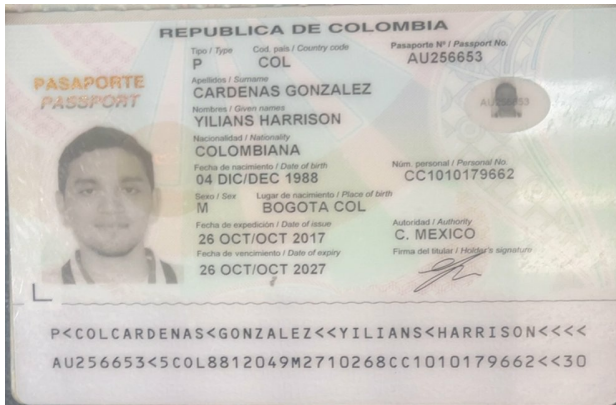 REPUBLICA DE COLOMBIA
Tipo / Type Cod. país / Country code Pasaporte Nº / Passport No.
P COL AU256653
PASAPORTE
PASSPORT
Apellidos / Surname
CARDENAS GONZALEZ
AU256653
Nombres / Given names
YILIANS HARRISON
Nacionalidad / Nationality
COLOMBIANA
Fecha de nacimiento / Date of birth Núm. personal / Personal No
04 DIC/DEC 1988 CC1010179662
Sexo / Sex Lugar de nacimiento / Place of birth
M BOGOTA COL
Fecha de expedición / Date of issue Autoridad / Authority
26 OCT/OCT 2017 C. MEXICO
Fecha de vencimiento / Date of expiry Firma del titular / Holder's signature
26 OCT/OCT 2027
P<COLCARDENAS<GONZALEZ<<YILIANS<HARRISON<<<<
AU256653<5COL8812049M2710268CC1010179662<<30